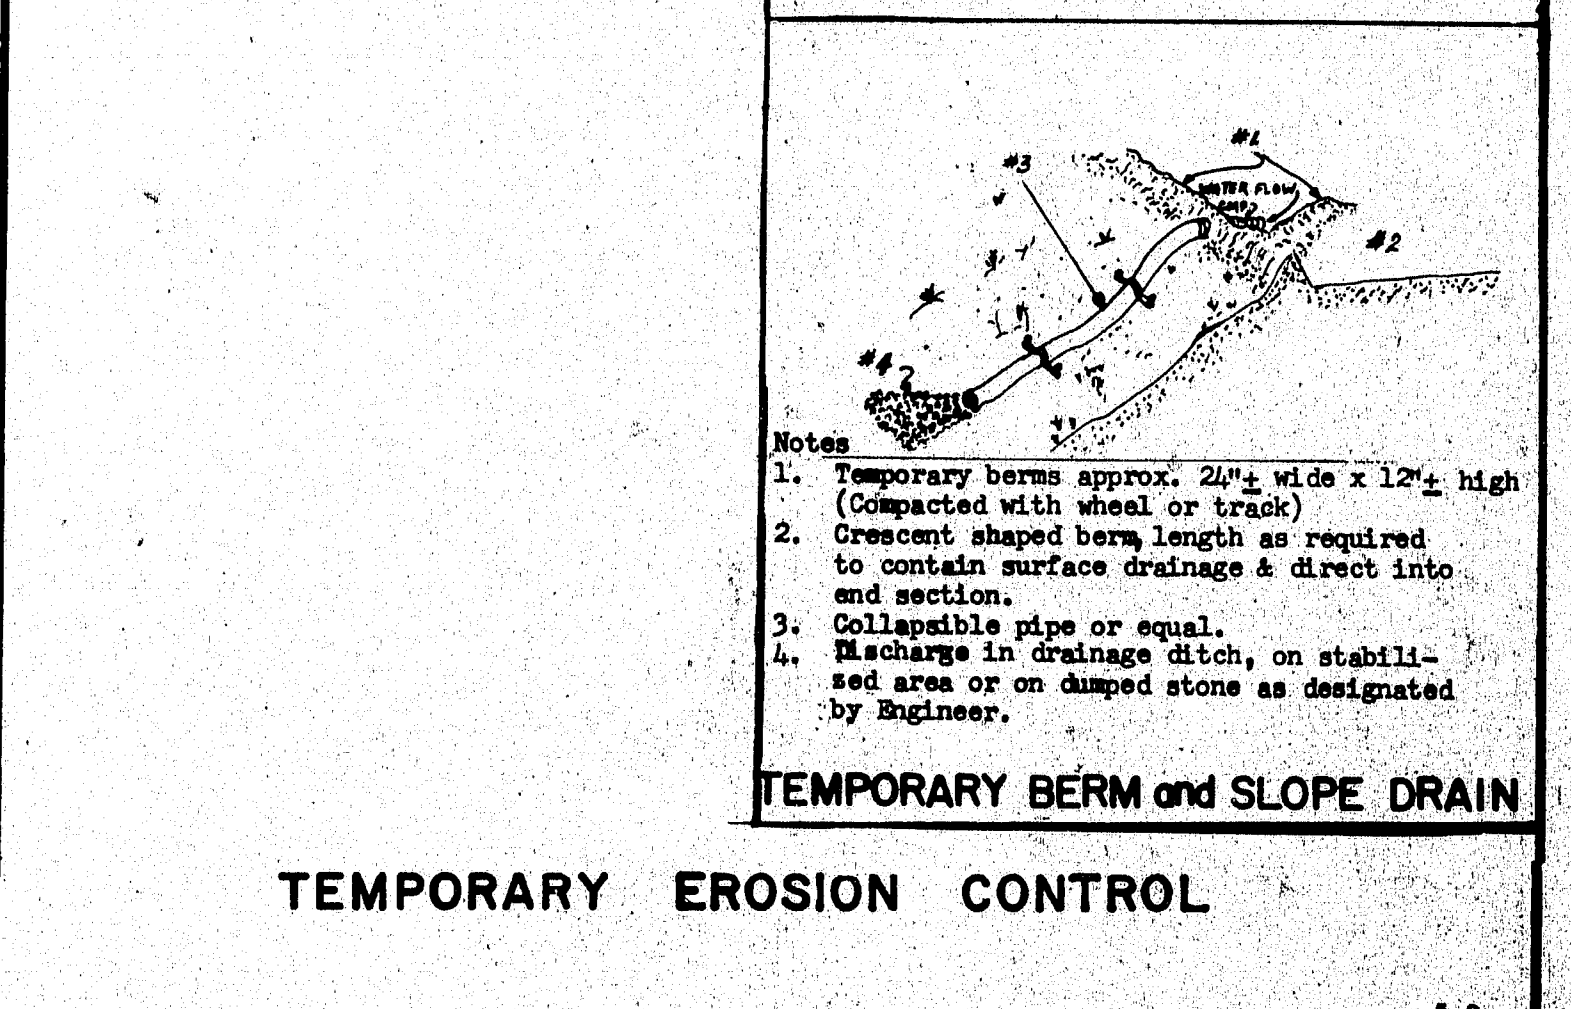 #1
#3
WATER FLOW
#2
#4
Notes
1. Temporary berms approx. 24"± wide x 12"± high
(Compacted with wheel or track)
2. Crescent shaped berm, length as required
to contain surface drainage & direct into
end section.
3. Collapsible pipe or equal.
4. Discharge in drainage ditch, on stabili-
zed area or on dumped stone as designated
by Engineer.
TEMPORARY BERM and SLOPE DRAIN
TEMPORARY EROSION CONTROL